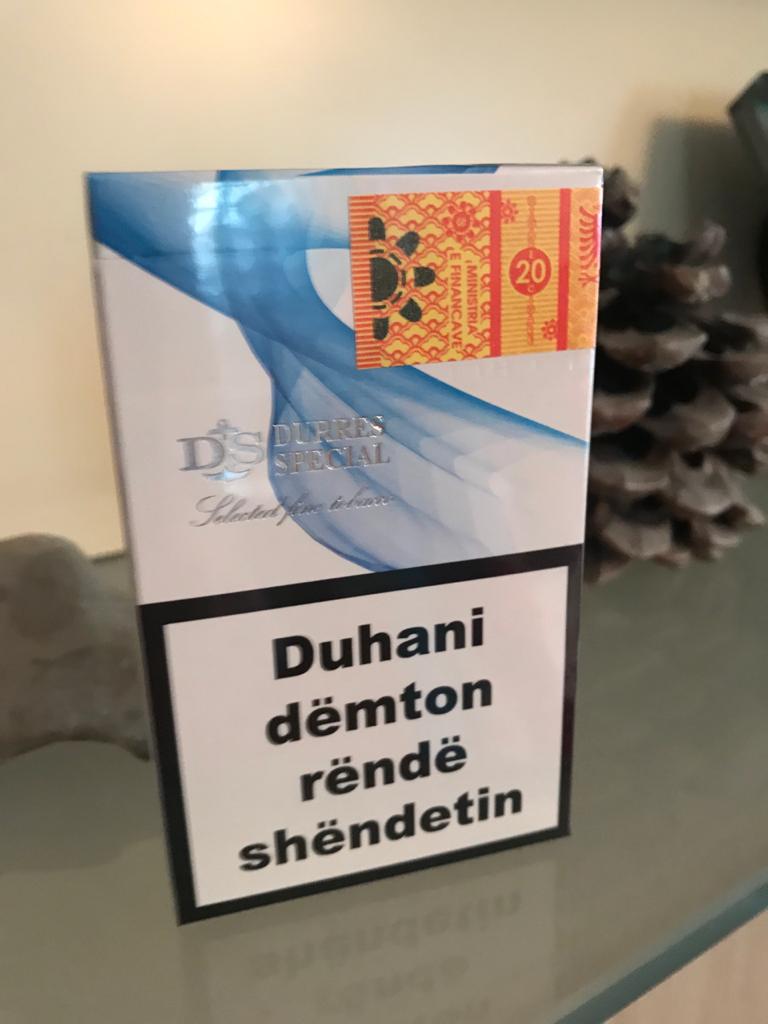 MINISTRIA
E FINANCAVE
20
DS DURRES
SPECIAL
Selected fine tobacco
Duhani
dëmton
rëndë
shëndetin